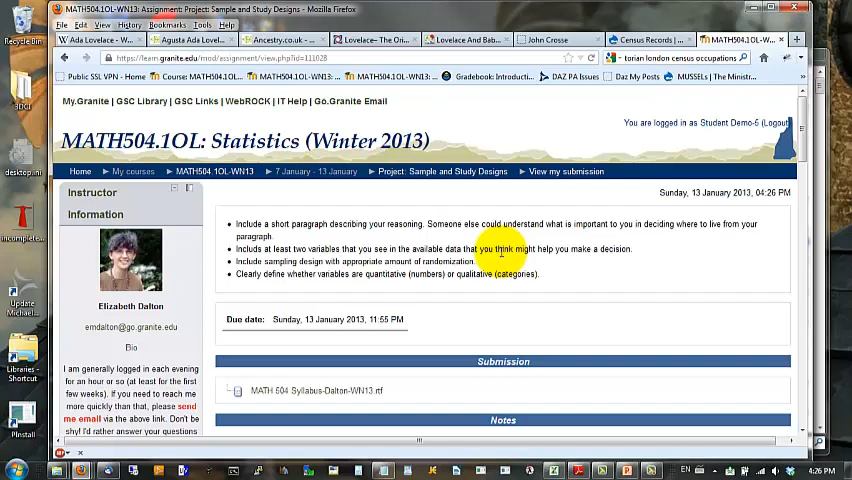 MATH504.1OL-WN13: Assignment: Project: Sample and Study Designs - Mozilla Firefox
File Edit View History Bookmarks Tools Help
Ada Lovelace - W... Agusta Ada Lovel... Ancestry.co.uk - ... Lovelace– The Ori... Lovelace And Bab... John Crosse Census Records | ... MATH504.1OL-W...
https://learn.granite.edu/mod/assignment/view.php?id=111028 torian london census occupations
Public SSL VPN - Home Course: MATH504.1OL... MATH504.1OL-WN13:... MATH504.1OL-WN13:... Gradebook: Introducti... DAZ PA Issues Daz My Posts MUSSELs (The Ministr...
My.Granite | GSC Library | GSC Links | WebROCK | IT Help | Go.Granite Email
You are logged in as Student Demo-5 (Logout)
MATH504.1OL: Statistics (Winter 2013)
Home ► My courses ► MATH504.1OL-WN13 ► 7 January - 13 January ► Project: Sample and Study Designs ► View my submission
Sunday, 13 January 2013, 04:26 PM
Instructor
Information
Elizabeth Dalton
emdalton@go.granite.edu
Bio
I am generally logged in each evening
for an hour or so (at least for the first
few weeks). If you need to reach me
more quickly than that, please send
me email via the above link. Don't be
shy! I'd rather answer your questions
• Include a short paragraph describing your reasoning. Someone else could understand what is important to you in deciding where to live from your
paragraph.
• Includs at least two variables that you see in the available data that you think might help you make a decision.
• Include sampling design with appropriate amount of randomization.
• Clearly define whether variables are quantitative (numbers) or qualitative (categories).
Due date: Sunday, 13 January 2013, 11:55 PM
Submission
MATH 504 Syllabus-Dalton-WN13.rtf
Notes
Recycle Bin
3DGI
desktop.ini
incomplete...
Update
Michael...
Libraries -
Shortcut
PInstall
EN
4:26 PM